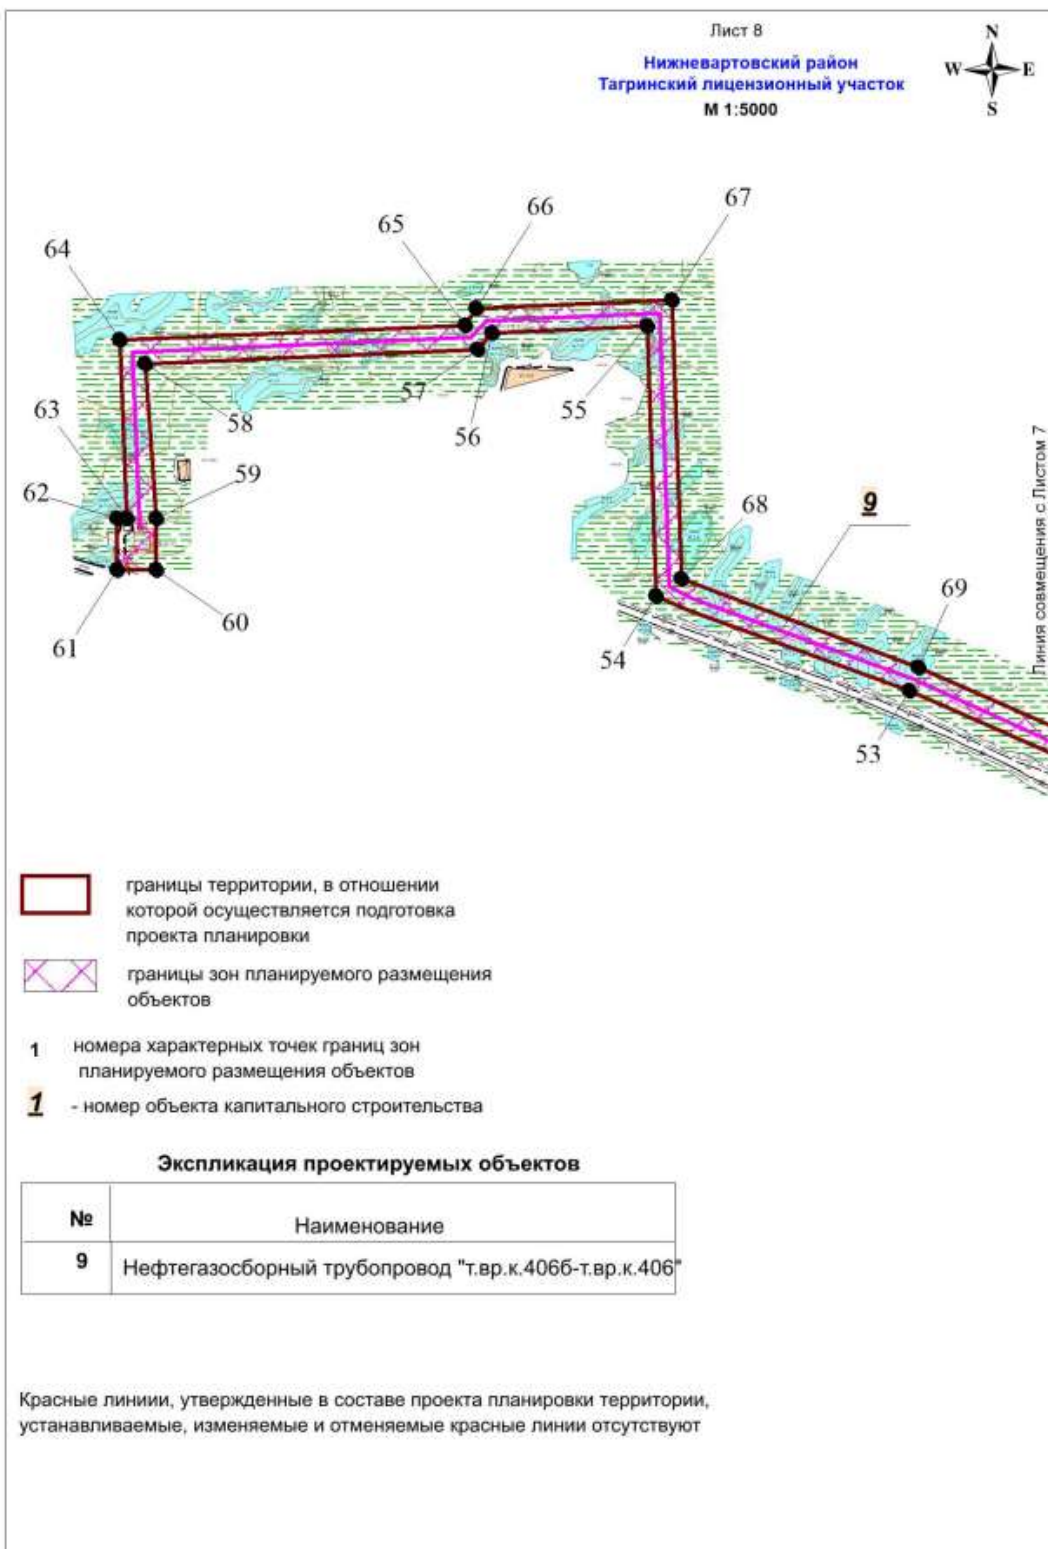 Лист 8
Нижневартовский район
Тагринский лицензионный участок
М 1:5000
N
W E
S
67
66
65
64
63
58
57
56
55
62
59
61
60
68
9
69
54
53
Линия совмещения с Листом 7
границы территории, в отношении
которой осуществляется подготовка
проекта планировки
границы зон планируемого размещения
объектов
1 номера характерных точек границ зон
планируемого размещения объектов
1 - номер объекта капитального строительства
Экспликация проектируемых объектов
№ Наименование
9 Нефтегазосборный трубопровод "т.вр.к.406б-т.вр.к.406"
Красные линиии, утвержденные в составе проекта планировки территории,
устанавливаемые, изменяемые и отменяемые красные линии отсутствуют